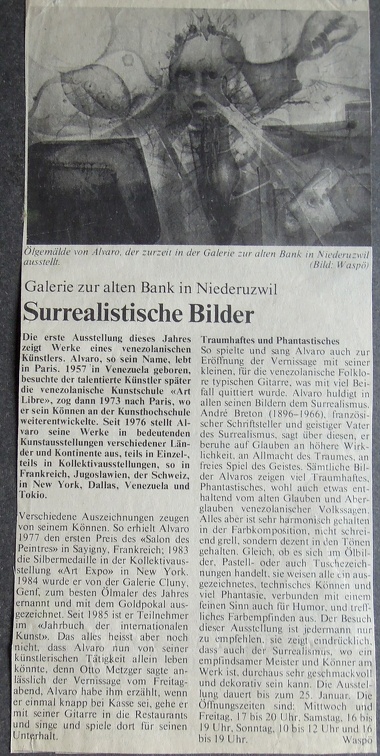 Ölgemälde von Alvaro, der zurzeit in der Galerie zur alten Bank in Niederuzwil
ausstellt. (Bild: Waspö)
Galerie zur alten Bank in Niederuzwil
Surrealistische Bilder
Die erste Ausstellung dieses Jahres
zeigt Werke eines venezolanischen
Künstlers. Alvaro, so sein Name, lebt
in Paris. 1957 in Venezuela geboren,
besuchte der talentierte Künstler später
die venezolanische Kunstschule «Art
Libre», zog dann 1973 nach Paris, wo
er sein Können an der Kunsthochschule
weiterentwickelte. Seit 1976 stellt Al-
varo seine Werke in bedeutenden
Kunstausstellungen verschiedener Län-
der und Kontinente aus, teils in Einzel-,
teils in Kollektivausstellungen, so in
Frankreich, Jugoslawien, der Schweiz,
in New York, Dallas, Venezuela und
Tokio.
Verschiedene Auszeichnungen zeugen
von seinem Können. So erhielt Alvaro
1977 den ersten Preis des «Salon des
Peintres» in Sayigny, Frankreich; 1983
die Silbermedaille in der Kollektivaus-
stellung «Art Expo» in New York.
1984 wurde er von der Galerie Cluny,
Genf, zum besten Ölmaler des Jahres
ernannt und mit dem Goldpokal aus-
gezeichnet. Seit 1985 ist er Teilnehmer
im «Jahrbuch der internationalen
Kunst». Das alles heisst aber noch
nicht, dass Alvaro nun von seiner
künstlerischen Tätigkeit allein leben
könnte, denn Otto Metzger sagte an-
lässlich der Vernissage vom Freitag-
abend, Alvaro habe ihm erzählt, wenn
er einmal knapp bei Kasse sei, gehe er
mit seiner Gitarre in die Restaurants
und singe und spiele dort für seinen
Unterhalt.
Traumhaftes und Phantastisches
So spielte und sang Alvaro auch zur
Eröffnung der Vernissage mit seiner
kleinen, für die venezolanische Folklo-
re typischen Gitarre, was mit viel Bei-
fall quittiert wurde. Alvaro huldigt in
allen seinen Bildern dem Surrealismus.
André Breton (1896–1966), französi-
scher Schriftsteller und geistiger Vater
des Surrealismus, sagt über diesen, er
beruhe auf Glauben an höhere Wirk-
lichkeit, an Allmacht des Traumes, an
freies Spiel des Geistes. Sämtliche Bil-
der Alvaros zeigen viel Traumhaftes,
Phantastisches, wohl auch etwas ent-
haltend vom alten Glauben und Aber-
glauben venezolanischer Volkssagen.
Alles aber ist sehr harmonisch gehalten
in der Farbkomposition, nicht schrei-
end grell, sondern dezent in den Tönen
gehalten. Gleich, ob es sich um Ölbil-
der, Pastell- oder auch Tuschezeich-
nungen handelt, sie weisen alle ein aus-
gezeichnetes, technisches Können und
viel Phantasie, verbunden mit einem
feinen Sinn auch für Humor, und treff-
liches Farbempfinden aus. Der Besuch
dieser Ausstellung ist jedermann nur
zu empfehlen, sie zeigt eindrücklich,
dass auch der Surrealismus, wo ein
empfindsamer Meister und Könner am
Werk ist, durchaus sehr geschmackvoll
und dekorativ sein kann. Die Ausstel-
lung dauert bis zum 25. Januar. Die
Öffnungszeiten sind: Mittwoch und
Freitag, 17 bis 20 Uhr, Samstag, 16 bis
19 Uhr, Sonntag, 10 bis 12 Uhr und 16
bis 19 Uhr. Waspö